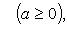 (a ≥ 0),